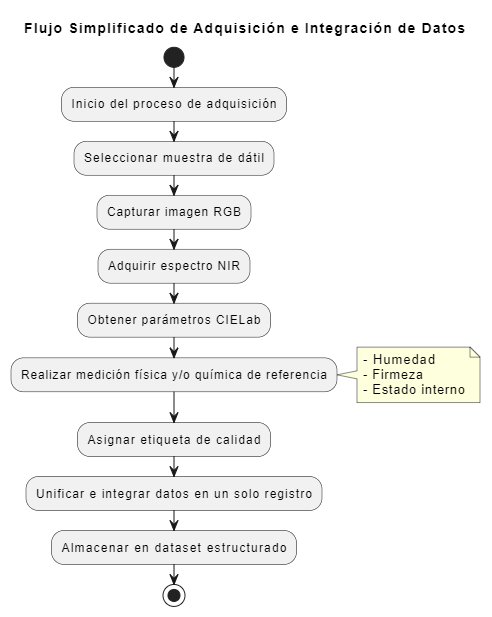 Flujo Simplificado de Adquisición e Integración de Datos
Inicio del proceso de adquisición
Seleccionar muestra de dátil
Capturar imagen RGB
Adquirir espectro NIR
Obtener parámetros CIELab
Realizar medición física y/o química de referencia
- Humedad
- Firmeza
- Estado interno
Asignar etiqueta de calidad
Unificar e integrar datos en un solo registro
Almacenar en dataset estructurado